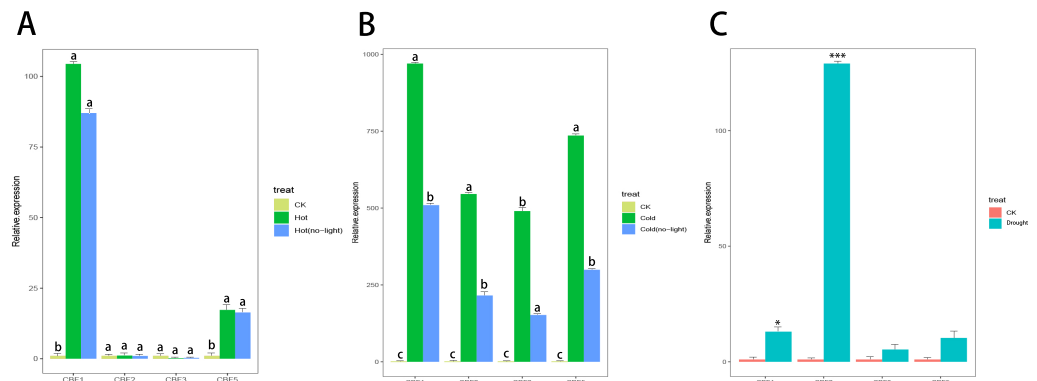 A
B
C
a
a
b
a
a
a
a
a
a
b
a
a
100
75
50
25
0
Relative.expression
CBF1
CBF2
CBF3
CBF5
treat
CK
Hot
Hot(no-light)
a
b
c
a
b
c
b
a
c
a
b
c
1000
750
500
250
0
Relative.expression
treat
CK
Cold
Cold(no-light)
***
*
100
50
0
Relative.expression
treat
CK
Drought